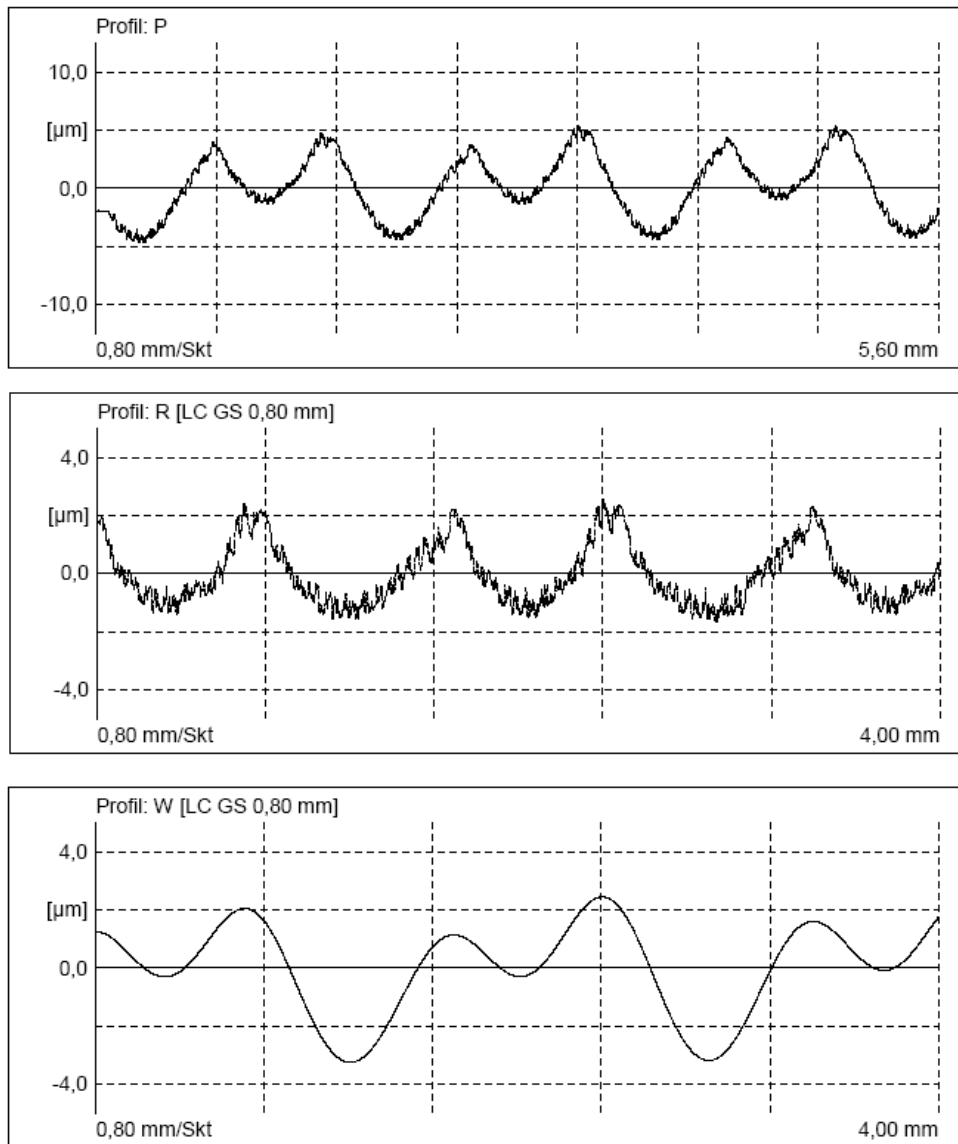 Profil: P
10,0
[µm]
0,0
-10,0
0,80 mm/Skt 5,60 mm
Profil: R [LC GS 0,80 mm]
4,0
[µm]
0,0
-4,0
0,80 mm/Skt 4,00 mm
Profil: W [LC GS 0,80 mm]
4,0
[µm]
0,0
-4,0
0,80 mm/Skt 4,00 mm